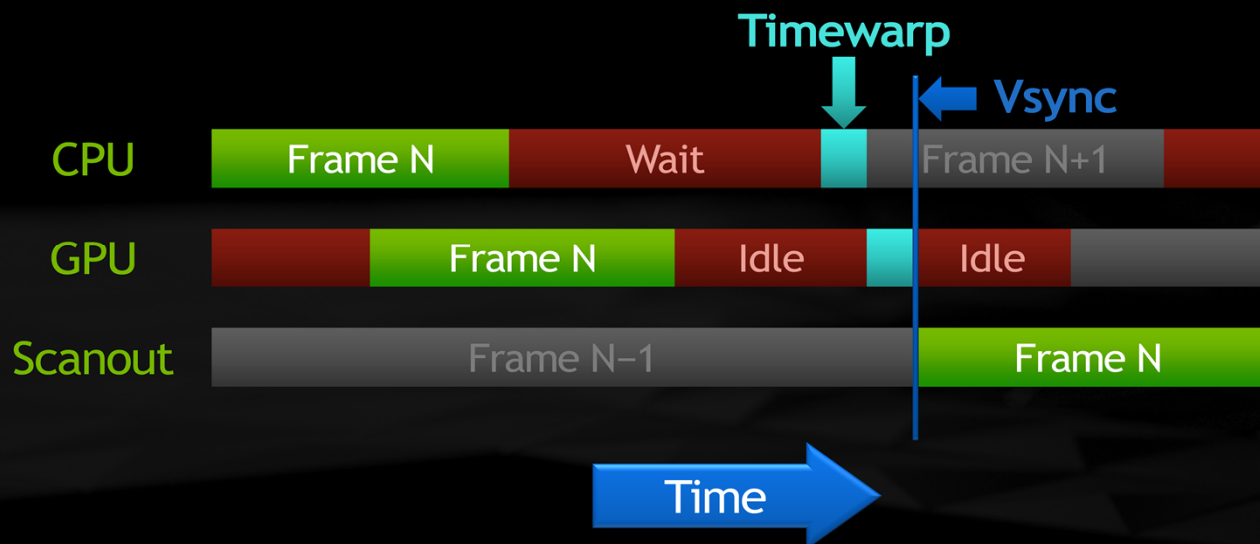 Timewarp
Vsync
CPU
Frame N
Wait
Frame N+1
GPU
Frame N
Idle
Idle
Scanout
Frame N−1
Frame N
Time